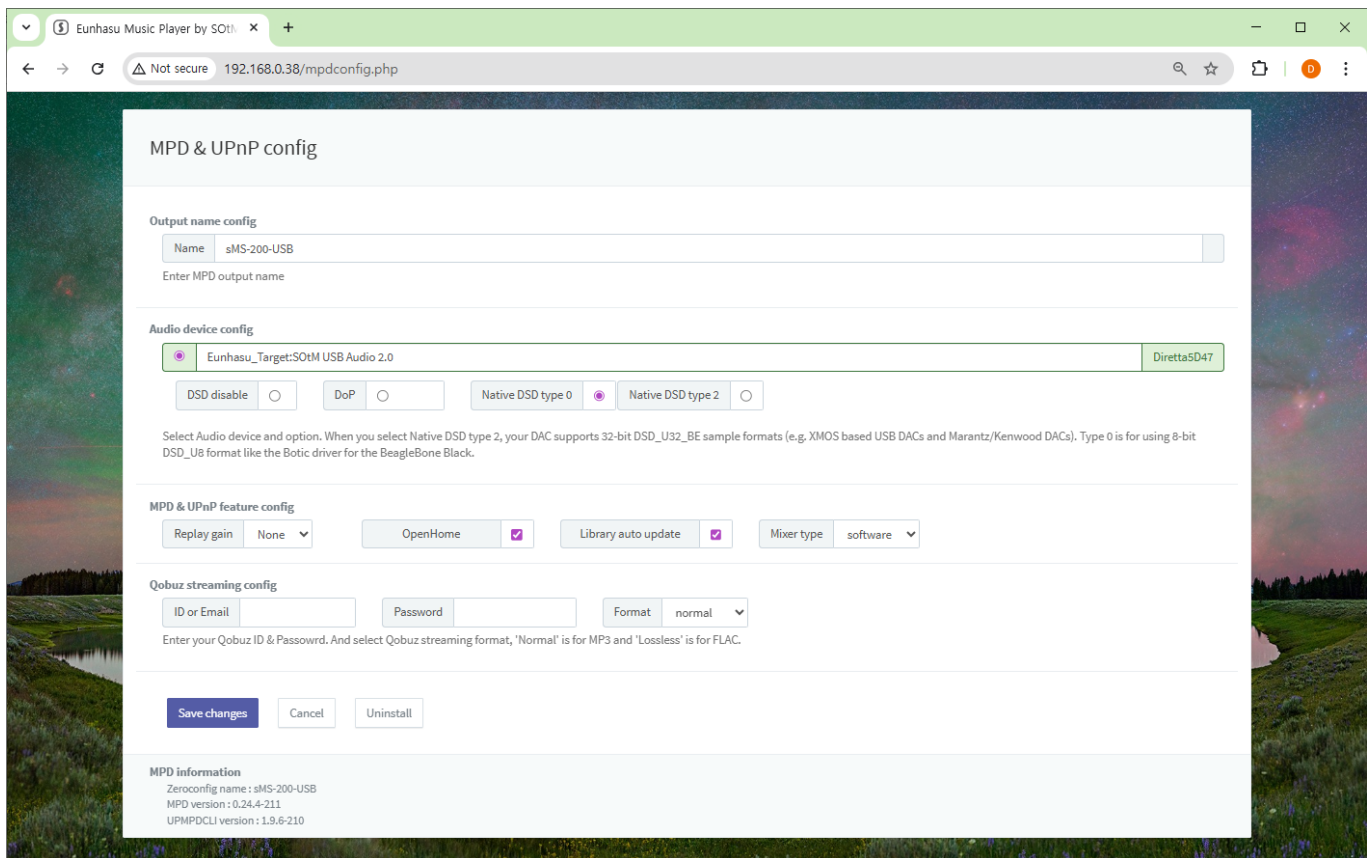 Eunhasu Music Player by SOtM
Not secure
192.168.0.38/mpdconfig.php
D
MPD & UPnP config
Output name config
Name sMS-200-USB
Enter MPD output name
Audio device config
Eunhasu_Target:SOtM USB Audio 2.0 Diretta5D47
DSD disable DoP Native DSD type 0 Native DSD type 2
Select Audio device and option. When you select Native DSD type 2, your DAC supports 32-bit DSD_U32_BE sample formats (e.g. XMOS based USB DACs and Marantz/Kenwood DACs). Type 0 is for using 8-bit
DSD_U8 format like the Botic driver for the BeagleBone Black.
MPD & UPnP feature config
Replay gain None OpenHome Library auto update Mixer type software
Qobuz streaming config
ID or Email Password Format normal
Enter your Qobuz ID & Passowrd. And select Qobuz streaming format, 'Normal' is for MP3 and 'Lossless' is for FLAC.
Save changes Cancel Uninstall
MPD information
Zeroconfig name : sMS-200-USB
MPD version : 0.24.4-211
UPMPDCLI version : 1.9.6-210